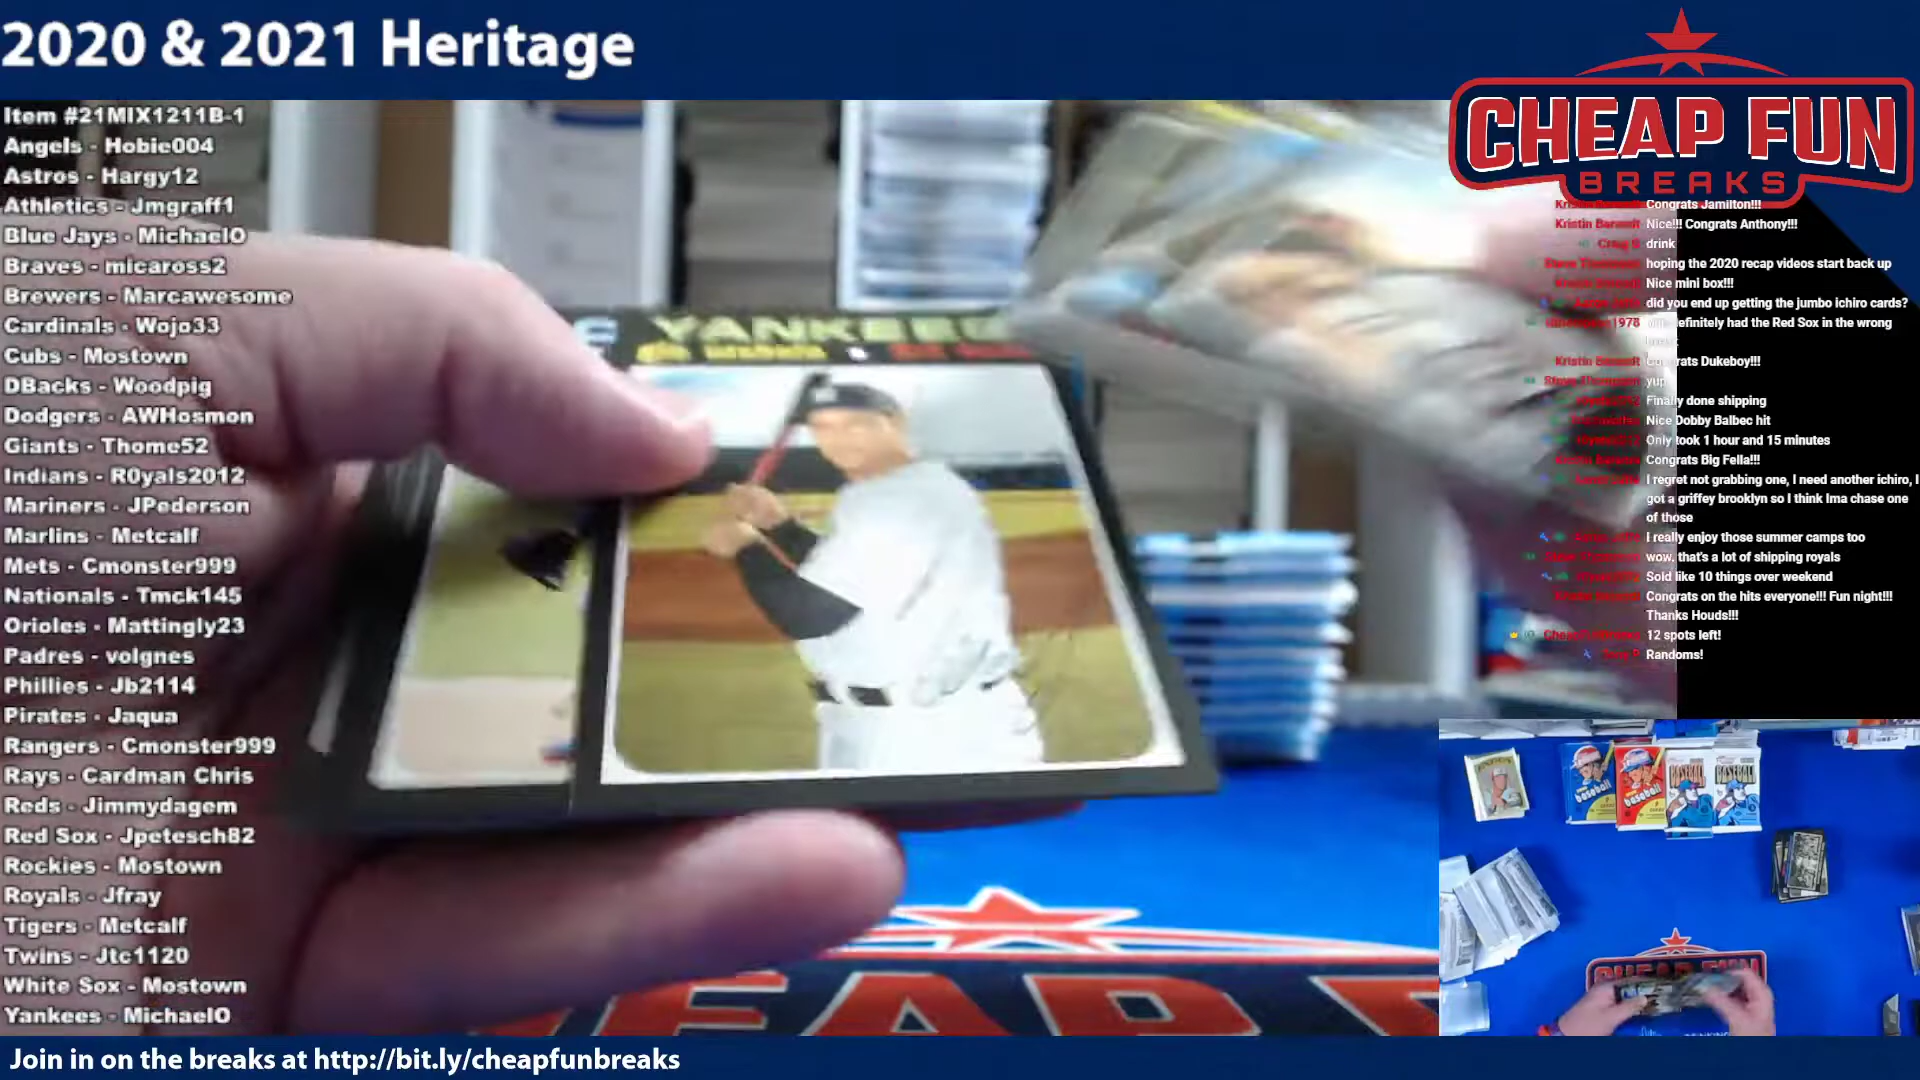 2020 & 2021 Heritage
CHEAP FUN
BREAKS
Item #21MIX1211B-1
Angels - Hobie004
Astros - Hargy12
Athletics - Jmgraff1
Blue Jays - MichaelO
Braves - micaross2
Brewers - Marcawesome
Cardinals - Wojo33
Cubs - Mostown
DBacks - Woodpig
Dodgers - AWHosmon
Giants - Thome52
Indians - R0yals2012
Mariners - JPederson
Marlins - Metcalf
Mets - Cmonster999
Nationals - Tmck145
Orioles - Mattingly23
Padres - volgnes
Phillies - Jb2114
Pirates - Jaqua
Rangers - Cmonster999
Rays - Cardman Chris
Reds - Jimmydagem
Red Sox - Jpetesch82
Rockies - Mostown
Royals - Jfray
Tigers - Metcalf
Twins - Jtc1120
White Sox - Mostown
Yankees - MichaelO
YANKEES
Congrats Jamilton!!!
Nice!!! Congrats Anthony!!!
drink
hoping the 2020 recap videos start back up
Nice mini box!!!
did you end up getting the jumbo ichiro cards?
definitely had the Red Sox in the wrong
Congrats Dukeboy!!!
yup
Finally done shipping
Nice Dobby Balbec hit
Only took 1 hour and 15 minutes
Congrats Big Fella!!!
I regret not grabbing one, I need another ichiro, I
got a griffey brooklyn so I think Ima chase one
of those
I really enjoy those summer camps too
wow, that's a lot of shipping royals
Sold like 10 things over weekend
Congrats on the hits everyone!!! Fun night!!!
Thanks Houds!!!
12 spots left!
Randoms!
baseball
baseball
BASEBALL
BASEBALL
CHEAP FUN
Join in on the breaks at http://bit.ly/cheapfunbreaks